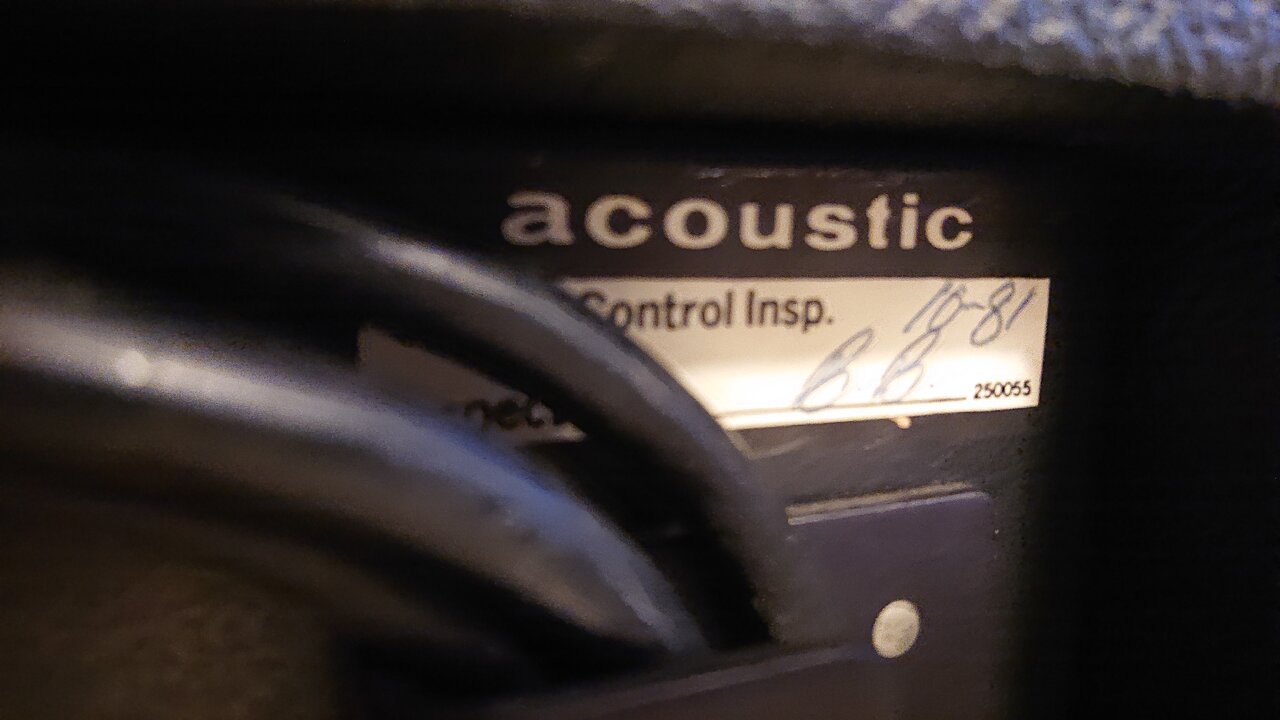 acoustic
Control Insp.
10-81
B. B.
250055